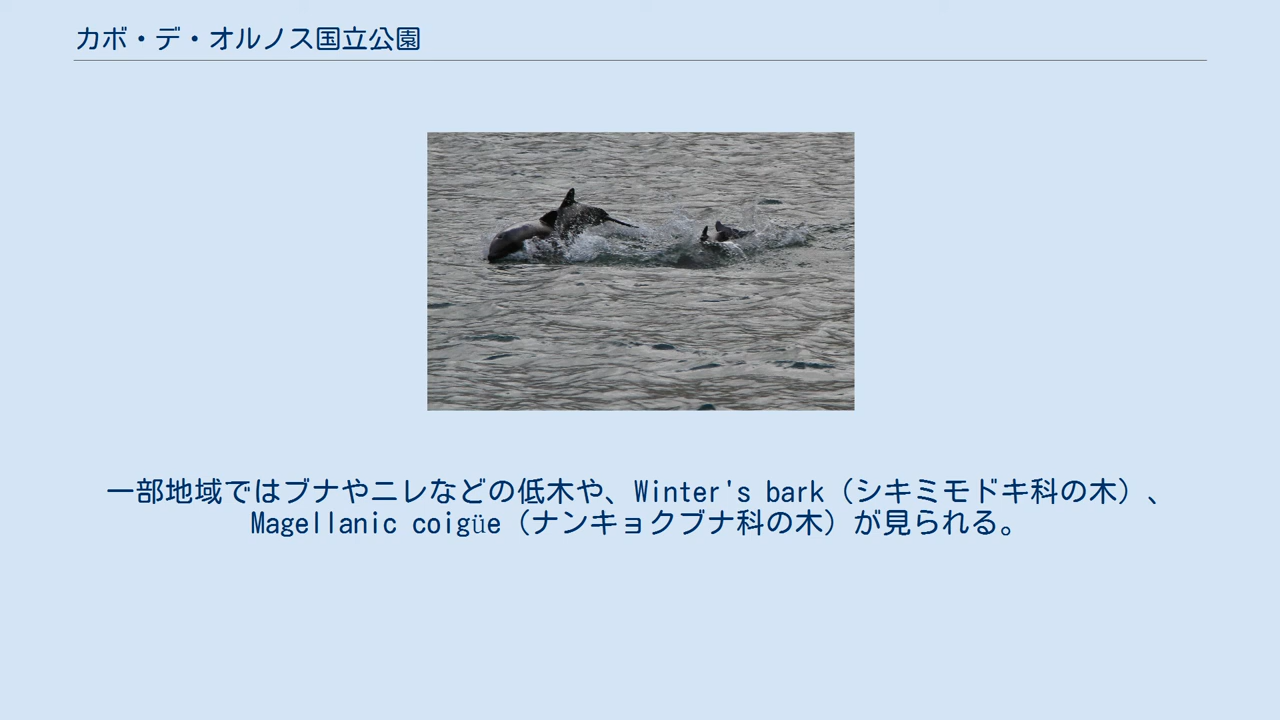 カボ・デ・オルノス国立公園
一部地域ではブナやニレなどの低木や、Winter's bark（シキミモドキ科の木）、
Magellanic coigüe（ナンキョクブナ科の木）が見られる。